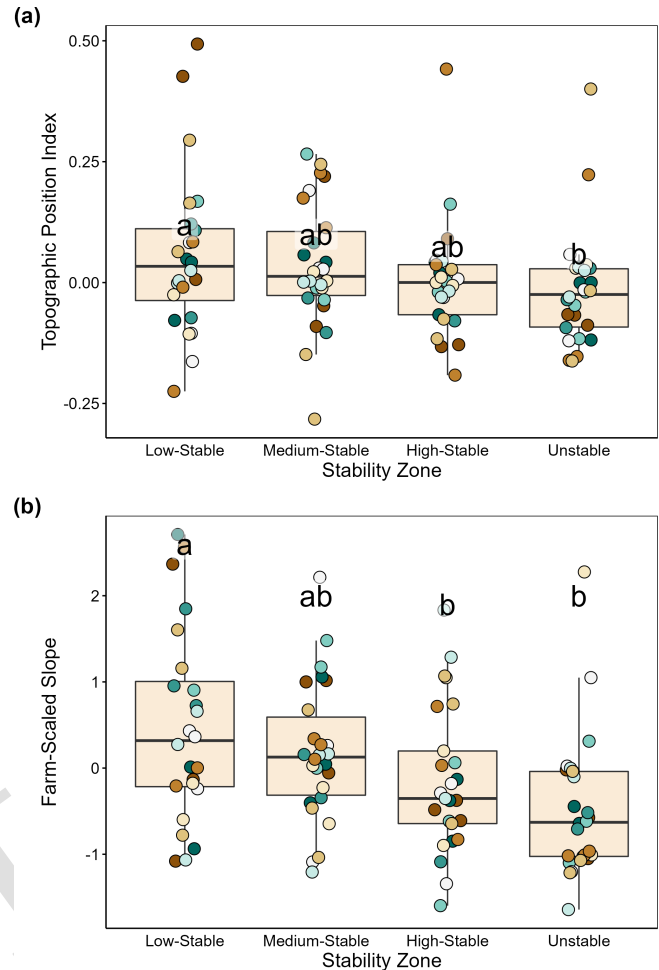 (a)
Topographic Position Index
0.50
0.25
0.00
-0.25
a
ab
ab
b
Low-Stable Medium-Stable High-Stable Unstable
Stability Zone
(b)
Farm-Scaled Slope
2
1
0
-1
a
ab
b
b
Low-Stable Medium-Stable High-Stable Unstable
Stability Zone